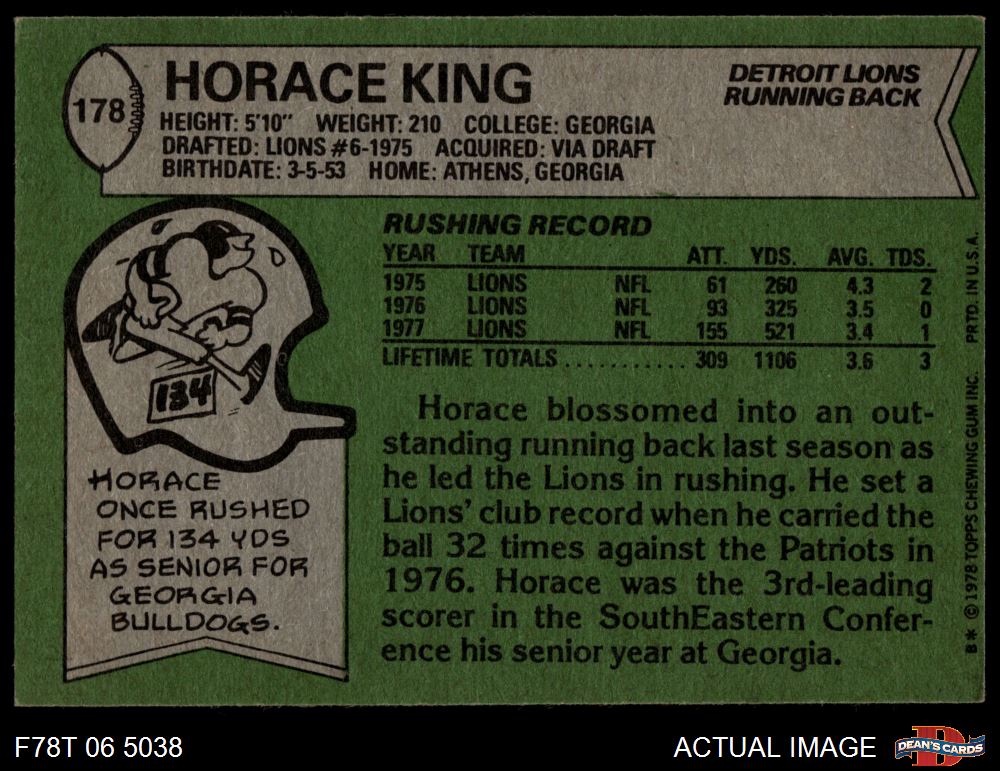 178
HORACE KING
DETROIT LIONS
RUNNING BACK
HEIGHT: 5'10" WEIGHT: 210 COLLEGE: GEORGIA
DRAFTED: LIONS #6-1975 ACQUIRED: VIA DRAFT
BIRTHDATE: 3-5-53 HOME: ATHENS, GEORGIA
134
HORACE
ONCE RUSHED
FOR 134 YDS
AS SENIOR FOR
GEORGIA
BULLDOGS.
RUSHING RECORD
YEAR TEAM ATT. YDS. AVG. TDS.
1975 LIONS NFL 61 260 4.3 2
1976 LIONS NFL 93 325 3.5 0
1977 LIONS NFL 155 521 3.4 1
LIFETIME TOTALS ........... 309 1106 3.6 3
Horace blossomed into an out-
standing running back last season as
he led the Lions in rushing. He set a
Lions' club record when he carried the
ball 32 times against the Patriots in
1976. Horace was the 3rd-leading
scorer in the SouthEastern Confer-
ence his senior year at Georgia.
B* © 1978 TOPPS CHEWING GUM INC. PRTD. IN U.S.A.
F78T 06 5038
ACTUAL IMAGE
D
DEAN'S CARDS